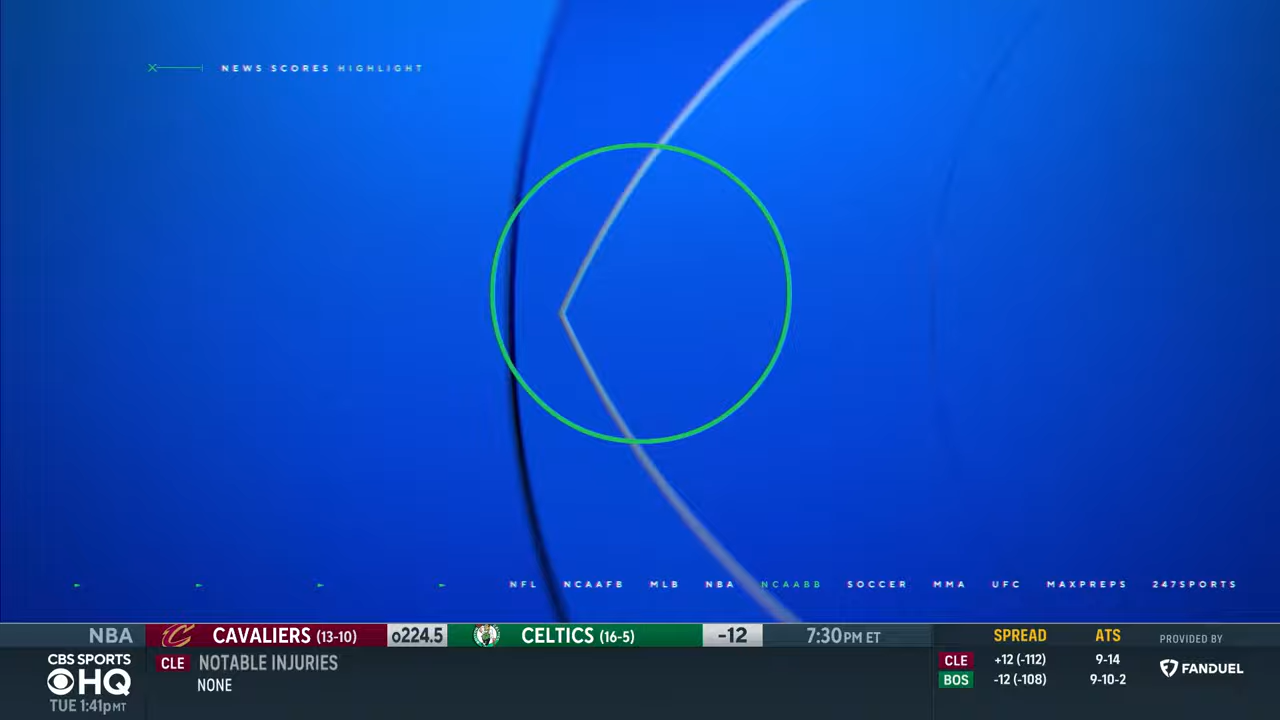 NEWS SCORES HIGHLIGHT
NFL NCAAFB MLB NBA NCAABB SOCCER MMA UFC MAXPREPS 247SPORTS
NBA CAVALIERS (13-10) o224.5 CELTICS (16-5) -12 7:30PM ET
CLE NOTABLE INJURIES
NONE
SPREAD ATS PROVIDED BY
CLE +12 (-112) 9-14 FANDUEL
BOS -12 (-108) 9-10-2
CBS SPORTS
HQ
TUE 1:41pMT